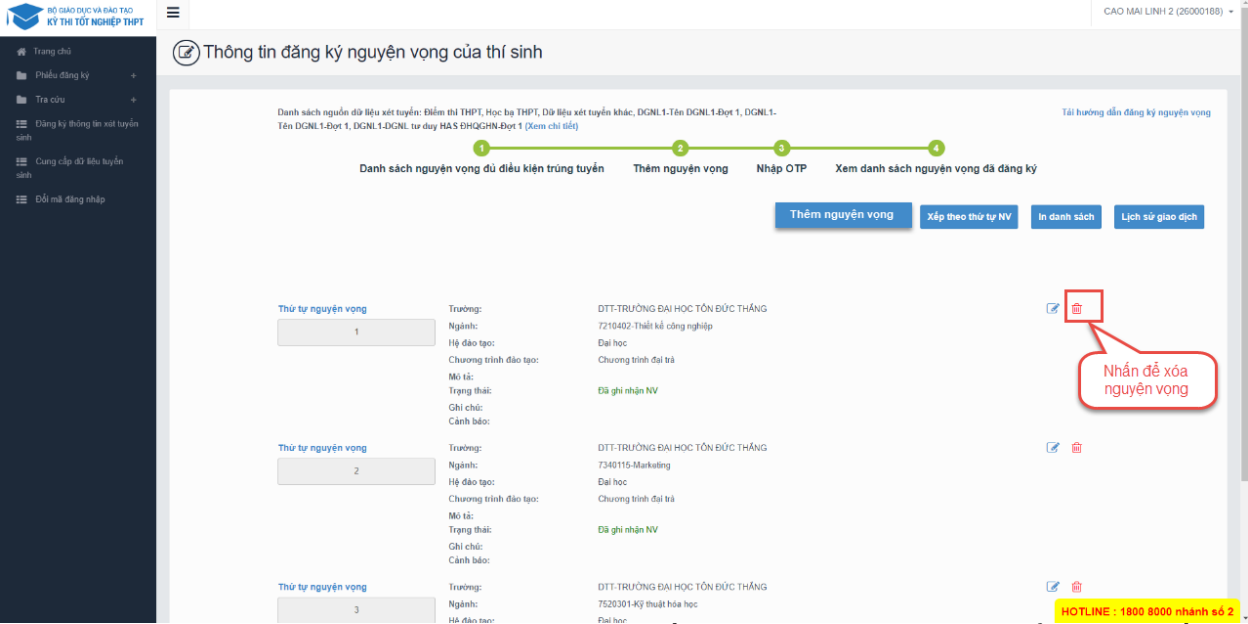 BỘ GIÁO DỤC VÀ ĐÀO TẠO
KỲ THI TỐT NGHIỆP THPT
CAO MAI LINH 2 (26000188)
Trang chủ
Phiếu đăng ký +
Tra cứu +
Đăng ký thông tin xét tuyển
sinh
Cung cấp dữ liệu tuyển
sinh
Đổi mã đăng nhập
Thông tin đăng ký nguyện vọng của thí sinh
Danh sách nguồn dữ liệu xét tuyển: Điểm thi THPT, Học bạ THPT, Dữ liệu xét tuyển khác, DGNL1-Tên DGNL1-Đợt 1, DGNL1-
Tên DGNL1-Đợt 1, DGNL1-DGNL tư duy HAS ĐHQGHN-Đợt 1 (Xem chi tiết)
Tải hướng dẫn đăng ký nguyện vọng
1 2 3 4
Danh sách nguyện vọng đủ điều kiện trúng tuyển Thêm nguyện vọng Nhập OTP Xem danh sách nguyện vọng đã đăng ký
Thêm nguyện vọng Xếp theo thứ tự NV In danh sách Lịch sử giao dịch
Thứ tự nguyện vọng Trường: DTT-TRƯỜNG ĐẠI HỌC TÔN ĐỨC THẮNG
1 Ngành: 7210402-Thiết kế công nghiệp
Hệ đào tạo: Đại học
Chương trình đào tạo: Chương trình đại trà
Mô tả:
Trạng thái: Đã ghi nhận NV
Ghi chú:
Cảnh báo:
Nhấn để xóa
nguyện vọng
Thứ tự nguyện vọng Trường: DTT-TRƯỜNG ĐẠI HỌC TÔN ĐỨC THẮNG
2 Ngành: 7340115-Marketing
Hệ đào tạo: Đại học
Chương trình đào tạo: Chương trình đại trà
Mô tả:
Trạng thái: Đã ghi nhận NV
Ghi chú:
Cảnh báo:
Thứ tự nguyện vọng Trường: DTT-TRƯỜNG ĐẠI HỌC TÔN ĐỨC THẮNG
3 Ngành: 7520301-Kỹ thuật hóa học
Hệ đào tạo: Đại học
HOTLINE : 1800 8000 nhánh số 2